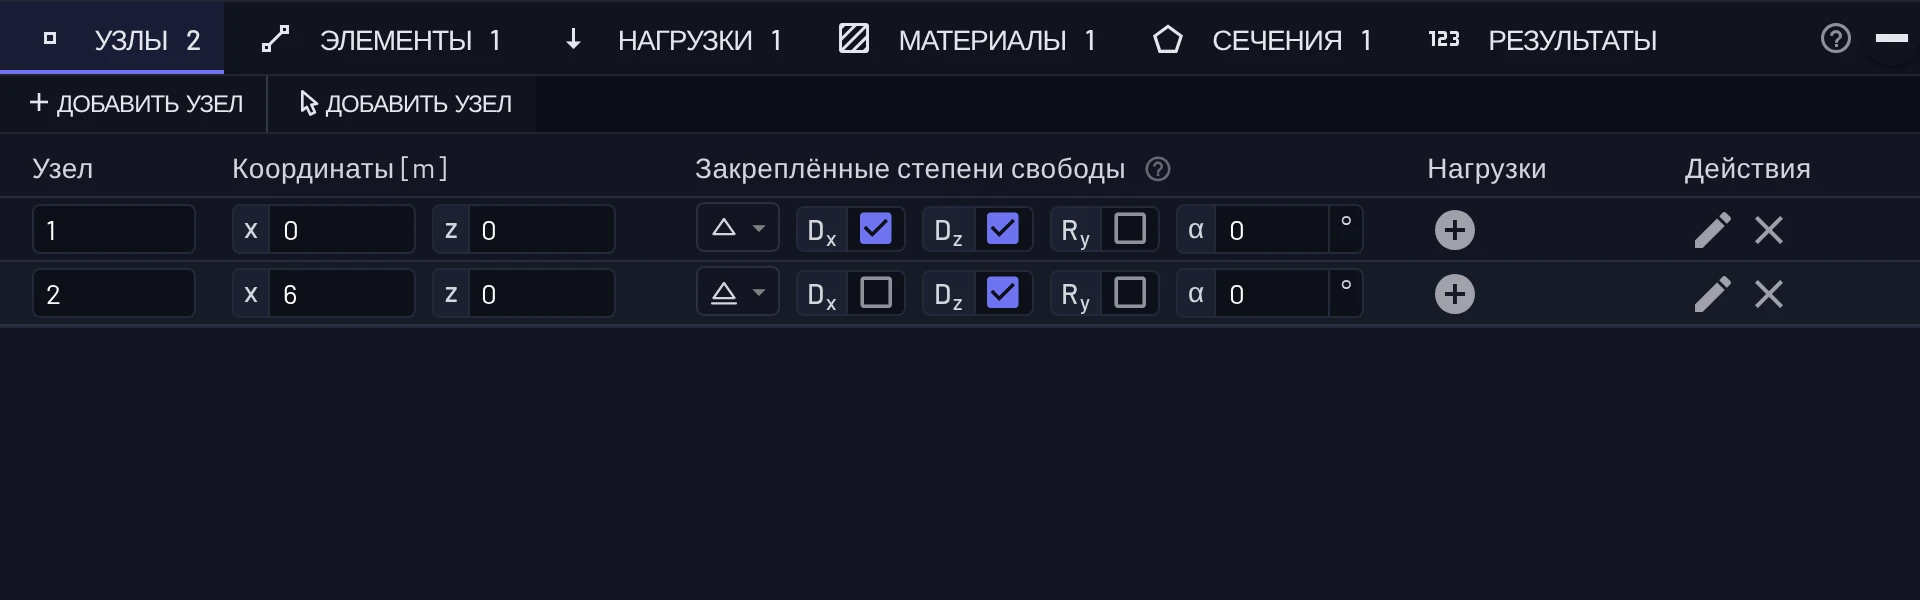 УЗЛЫ 2 ЭЛЕМЕНТЫ 1 НАГРУЗКИ 1 МАТЕРИАЛЫ 1 СЕЧЕНИЯ 1 123 РЕЗУЛЬТАТЫ ?
+ ДОБАВИТЬ УЗЕЛ ДОБАВИТЬ УЗЕЛ
Узел Координаты [m] Закреплённые степени свободы ? Нагрузки Действия
1 x 0 z 0 Dx Dz Ry α 0 °
2 x 6 z 0 Dx Dz Ry α 0 °